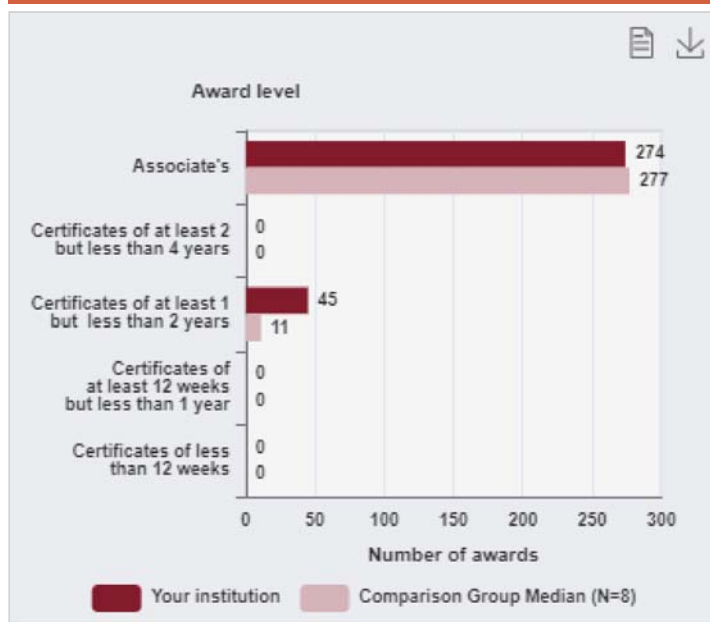 Award level
Associate's
274
277
Certificates of at least 2
but less than 4 years
0
0
Certificates of at least 1
but less than 2 years
45
11
Certificates of
at least 12 weeks
but less than 1 year
0
0
Certificates of less
than 12 weeks
0
0
0 50 100 150 200 250 300
Number of awards
Your institution Comparison Group Median (N=8)